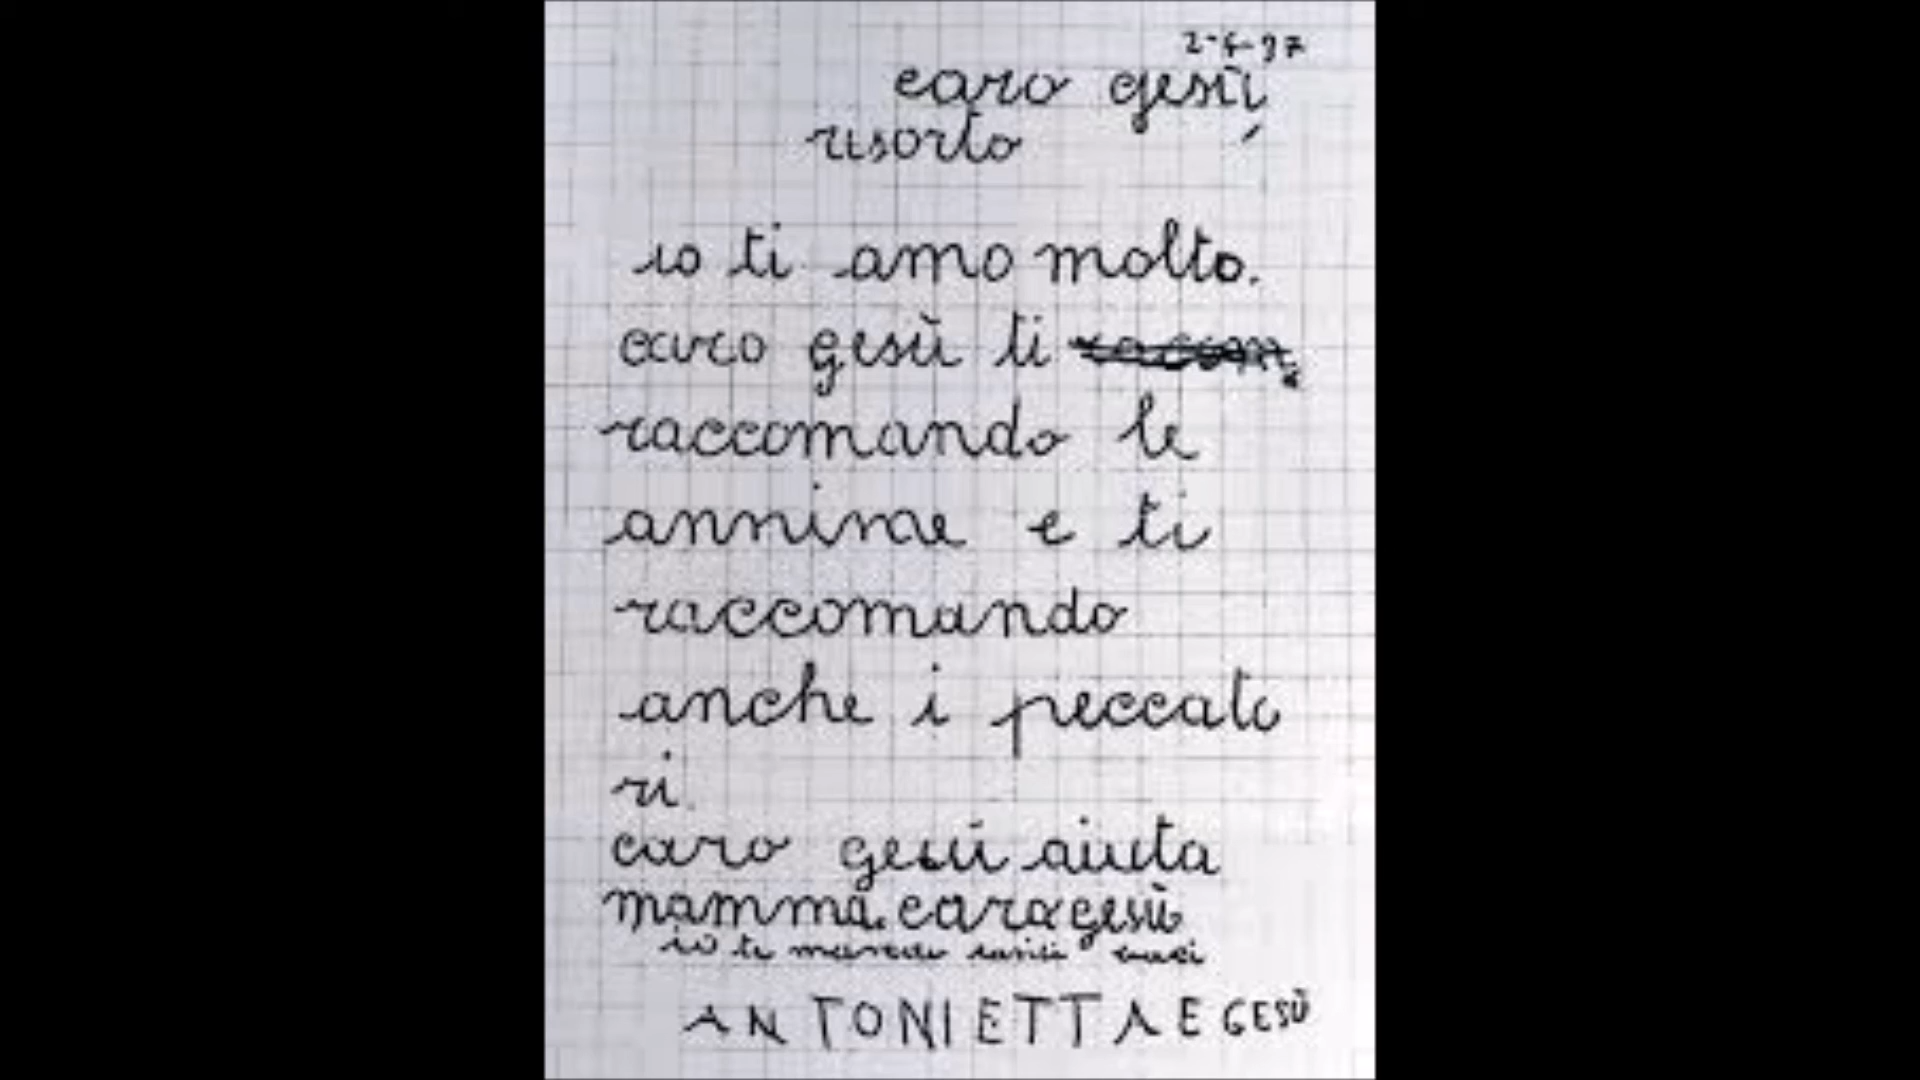 2-4-37
caro gesù
risorto
io ti amo molto.
caro gesù ti
raccomando le
annime e ti
raccomando
anche i peccato
ri.
caro gesù aiuta
mamma. caro gesù
io ti mando tanti baci
ANTONIETTA E GESÙ